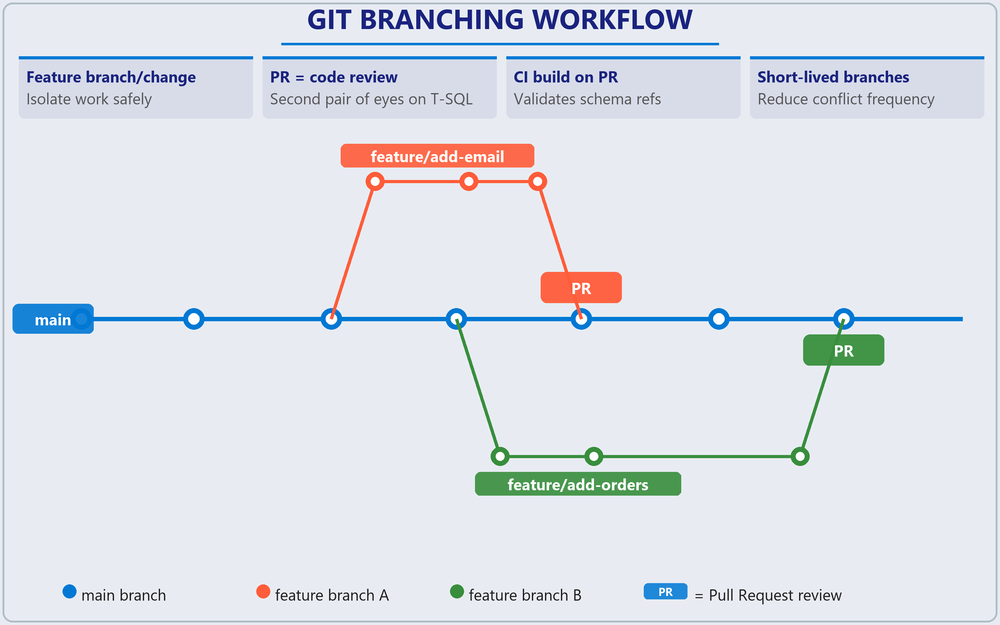 GIT BRANCHING WORKFLOW
Feature branch/change
Isolate work safely
PR = code review
Second pair of eyes on T-SQL
CI build on PR
Validates schema refs
Short-lived branches
Reduce conflict frequency
feature/add-email
PR
main
PR
feature/add-orders
main branch
feature branch A
feature branch B
PR = Pull Request review